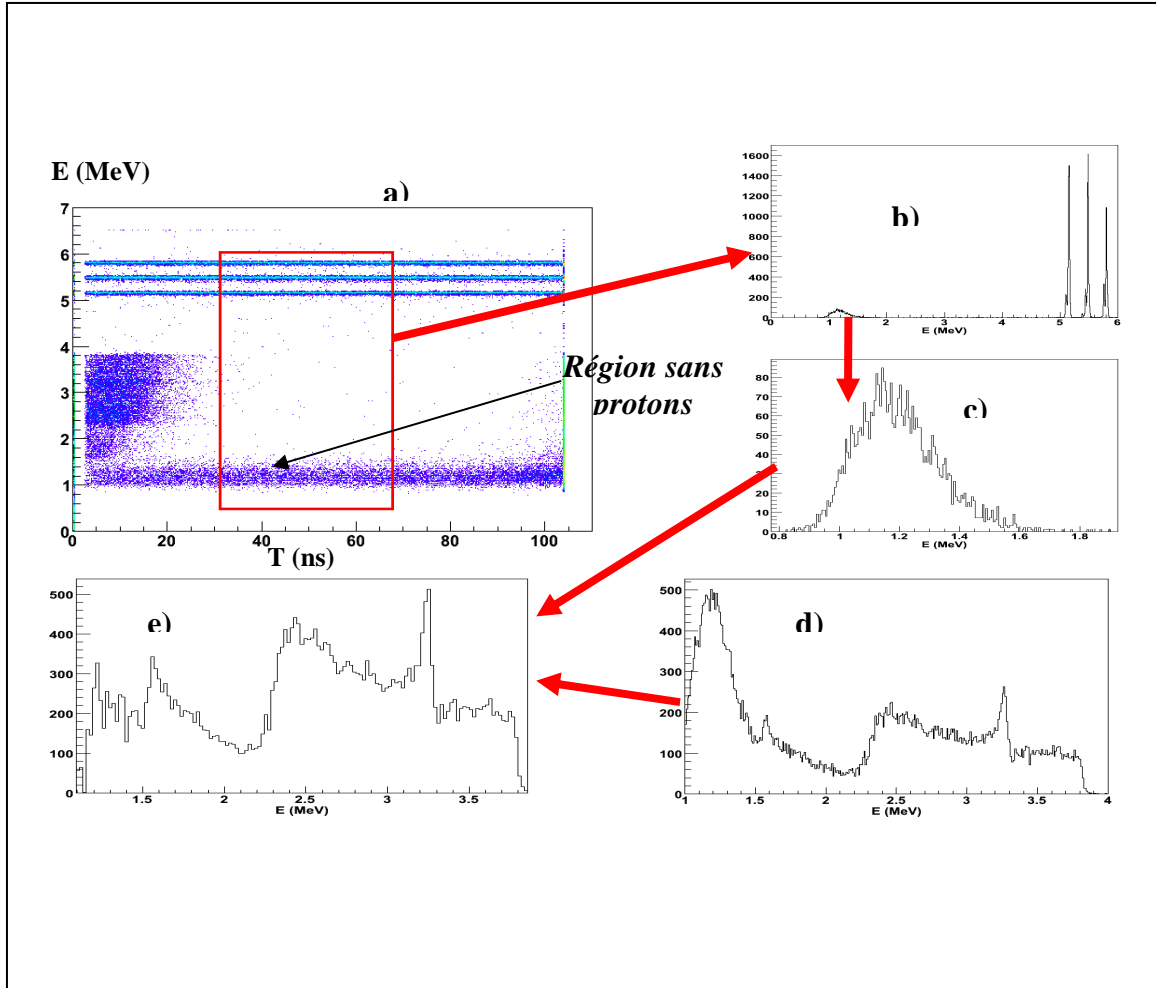 E (MeV)
a)
7
6
5
4
3
2
1
0
0 20 40 60 80 100
T (ns)
Région sans
protons
b)
1600
1400
1200
1000
800
600
400
200
0
0 1 2 3 4 5 6
E (MeV)
c)
80
70
60
50
40
30
20
10
0
0.8 1 1.2 1.4 1.6 1.8
E (MeV)
e)
500
400
300
200
100
0
1.5 2 2.5 3 3.5
E (MeV)
d)
500
400
300
200
100
0
1 1.5 2 2.5 3 3.5 4
E (MeV)